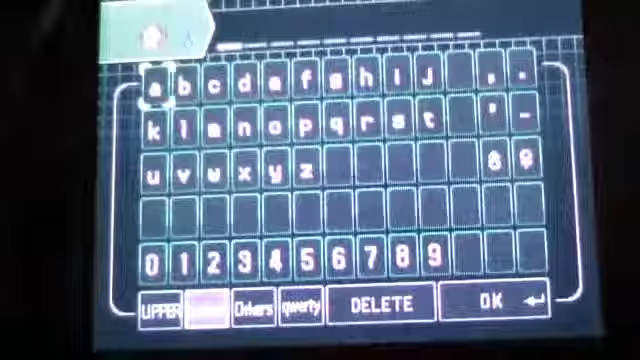 a b c d e f g h i j , .
k l m n o p q r s t ' -
u v w x y z ♂ ♀
0 1 2 3 4 5 6 7 8 9
UPPER Others qwerty DELETE OK